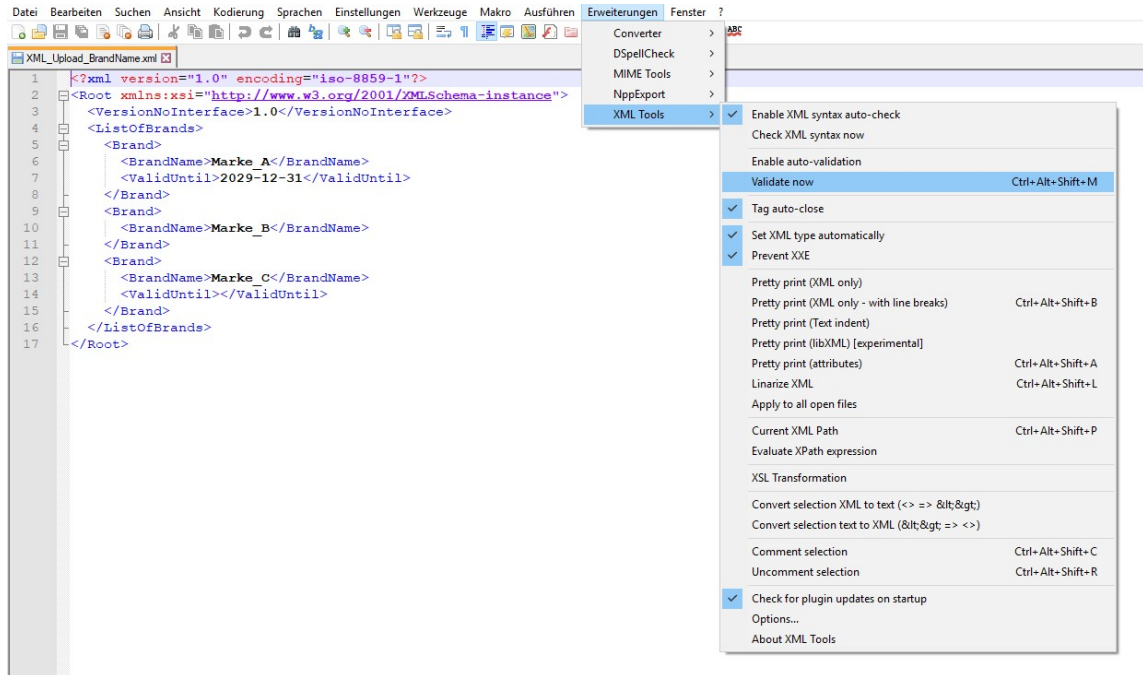 Datei Bearbeiten Suchen Ansicht Kodierung Sprachen Einstellungen Werkzeuge Makro Ausführen Erweiterungen Fenster ?
ABC
XML_Upload_BrandName.xml
1 <?xml version="1.0" encoding="iso-8859-1"?>
2 <Root xmlns:xsi="http://www.w3.org/2001/XMLSchema-instance">
3 <VersionNoInterface>1.0</VersionNoInterface>
4 <ListOfBrands>
5 <Brand>
6 <BrandName>Marke_A</BrandName>
7 <ValidUntil>2029-12-31</ValidUntil>
8 </Brand>
9 <Brand>
10 <BrandName>Marke_B</BrandName>
11 </Brand>
12 <Brand>
13 <BrandName>Marke_C</BrandName>
14 <ValidUntil></ValidUntil>
15 </Brand>
16 </ListOfBrands>
17 </Root>
Converter
DSpellCheck
MIME Tools
NppExport
XML Tools
Enable XML syntax auto-check
Check XML syntax now
Enable auto-validation
Validate now Ctrl+Alt+Shift+M
Tag auto-close
Set XML type automatically
Prevent XXE
Pretty print (XML only)
Pretty print (XML only - with line breaks) Ctrl+Alt+Shift+B
Pretty print (Text indent)
Pretty print (libXML) [experimental]
Pretty print (attributes) Ctrl+Alt+Shift+A
Linarize XML Ctrl+Alt+Shift+L
Apply to all open files
Current XML Path Ctrl+Alt+Shift+P
Evaluate XPath expression
XSL Transformation
Convert selection XML to text (<> => &lt;&gt;)
Convert selection text to XML (&lt;&gt; => <>)
Comment selection Ctrl+Alt+Shift+C
Uncomment selection Ctrl+Alt+Shift+R
Check for plugin updates on startup
Options...
About XML Tools